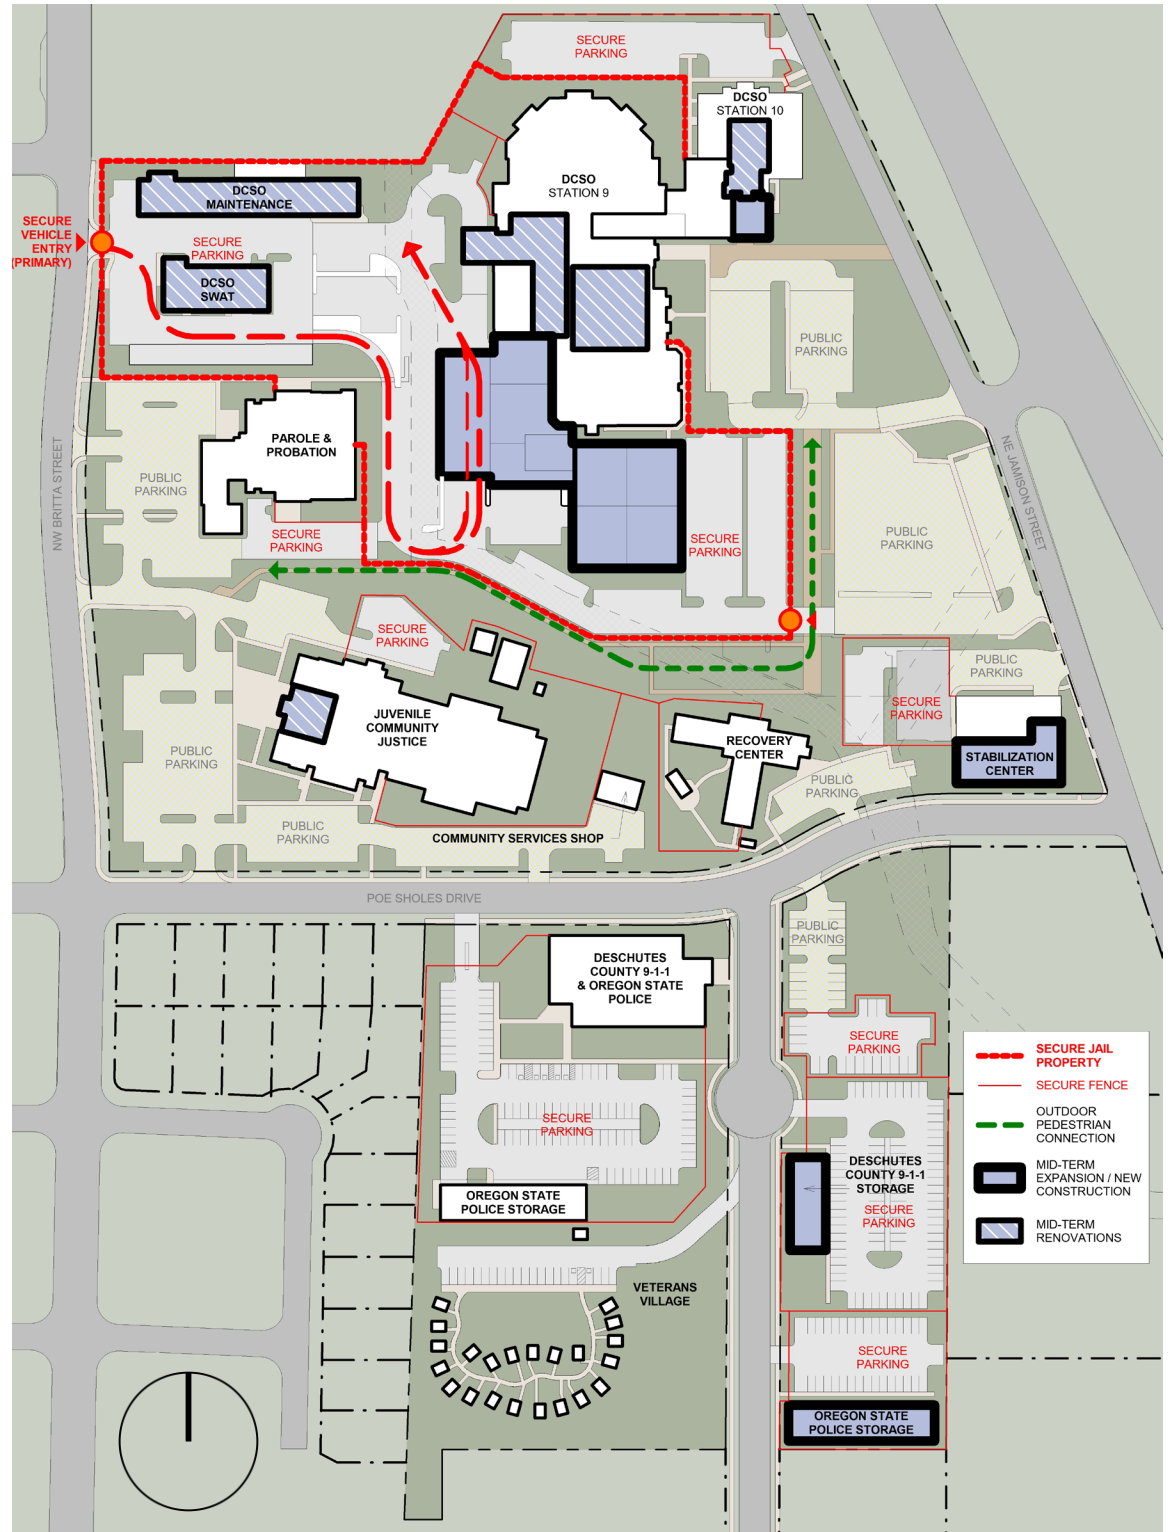 SECURE
PARKING
DCSO
STATION 10
DCSO
STATION 9
DCSO
MAINTENANCE
SECURE
VEHICLE
ENTRY
(PRIMARY)
SECURE
PARKING
DCSO
SWAT
PUBLIC
PARKING
PAROLE &
PROBATION
NW BRITTA STREET
PUBLIC
PARKING
NE JAMISON STREET
SECURE
PARKING
SECURE
PARKING
PUBLIC
PARKING
SECURE
PARKING
PUBLIC
PARKING
SECURE
PARKING
JUVENILE
COMMUNITY
JUSTICE
RECOVERY
CENTER
PUBLIC
PARKING
STABILIZATION
CENTER
PUBLIC
PARKING
PUBLIC
PARKING
COMMUNITY SERVICES SHOP
POE SHOLES DRIVE
PUBLIC
PARKING
DESCHUTES
COUNTY 9-1-1
& OREGON STATE
POLICE
SECURE
PARKING
SECURE JAIL
PROPERTY
SECURE FENCE
OUTDOOR
PEDESTRIAN
CONNECTION
MID-TERM
EXPANSION / NEW
CONSTRUCTION
MID-TERM
RENOVATIONS
SECURE
PARKING
DESCHUTES
COUNTY 9-1-1
STORAGE
SECURE
PARKING
OREGON STATE
POLICE STORAGE
VETERANS
VILLAGE
SECURE
PARKING
OREGON STATE
POLICE STORAGE